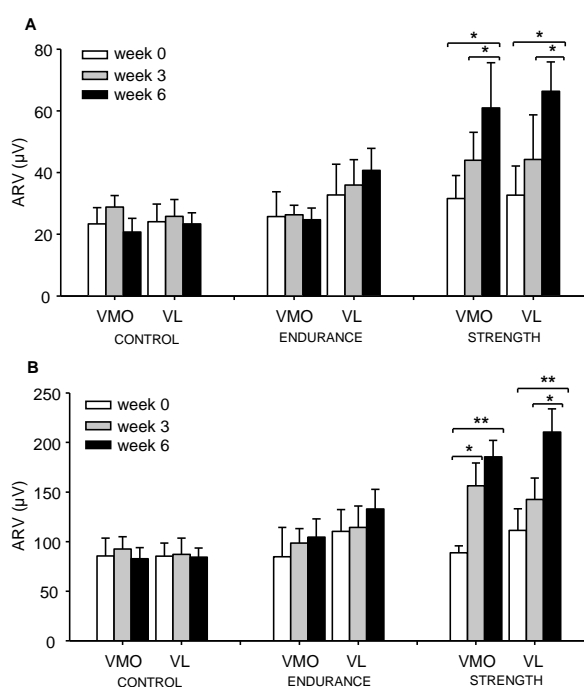 A
80
60
40
20
0
ARV (µV)
week 0
week 3
week 6
* *
* *
VMO VL VMO VL VMO VL
CONTROL ENDURANCE STRENGTH
B
250
200
150
100
50
0
ARV (µV)
week 0
week 3
week 6
** **
* *
VMO VL VMO VL VMO VL
CONTROL ENDURANCE STRENGTH